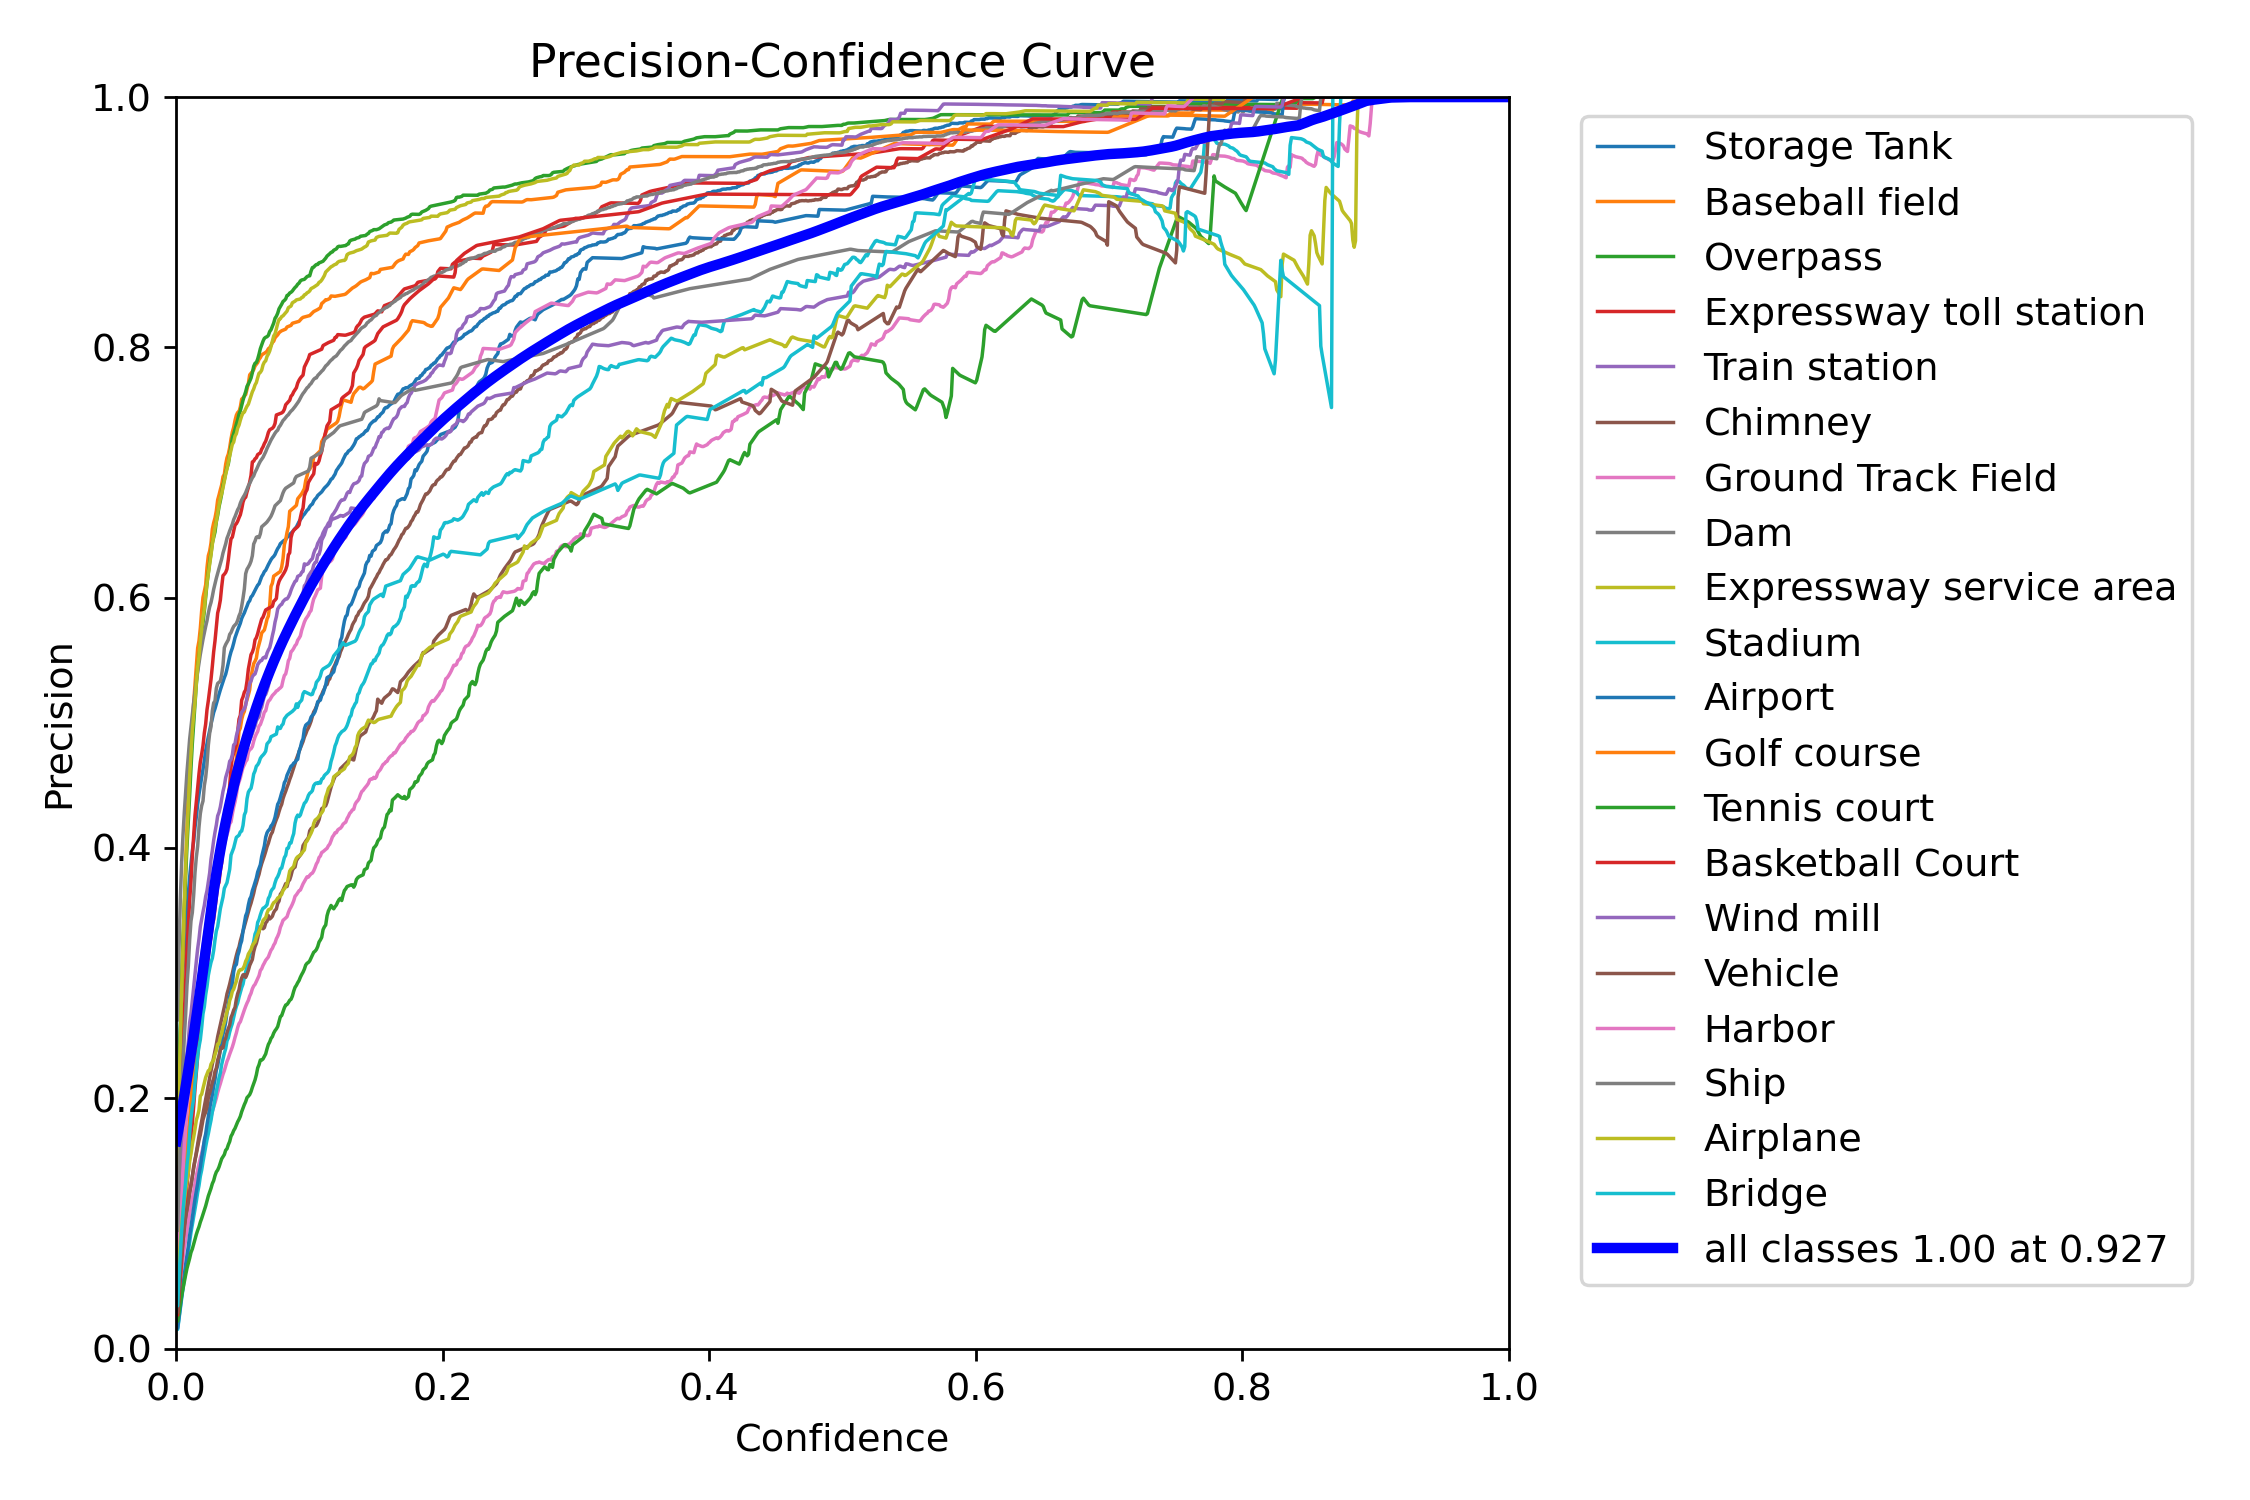 Precision-Confidence Curve
1.0
0.8
0.6
0.4
0.2
0.0
Precision
0.0 0.2 0.4 0.6 0.8 1.0
Confidence
Storage Tank
Baseball field
Overpass
Expressway toll station
Train station
Chimney
Ground Track Field
Dam
Expressway service area
Stadium
Airport
Golf course
Tennis court
Basketball Court
Wind mill
Vehicle
Harbor
Ship
Airplane
Bridge
all classes 1.00 at 0.927